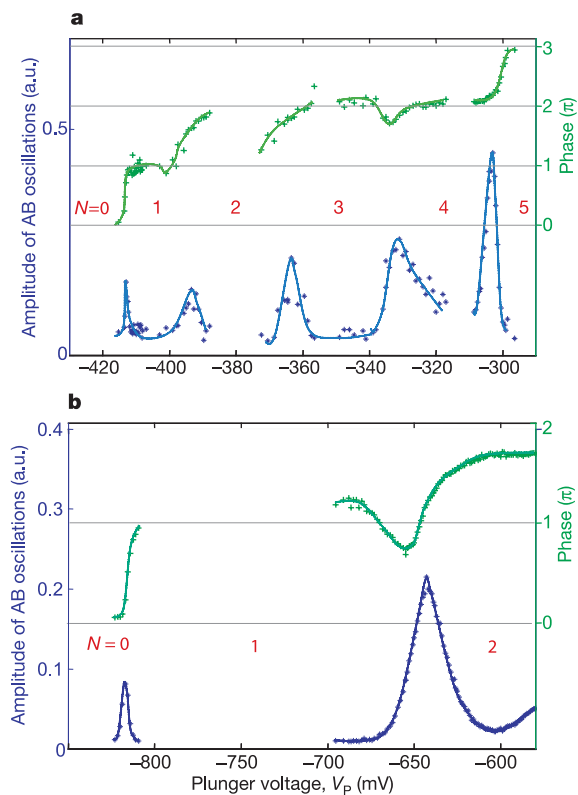 a
Amplitude of AB oscillations (a.u.)
0.5
0
Phase (π)
3
2
1
0
N=0 1 2 3 4 5
−420 −400 −380 −360 −340 −320 −300
b
Amplitude of AB oscillations (a.u.)
0.4
0.3
0.2
0.1
0
Phase (π)
2
1
0
N = 0 1 2
−800 −750 −700 −650 −600
Plunger voltage, VP (mV)